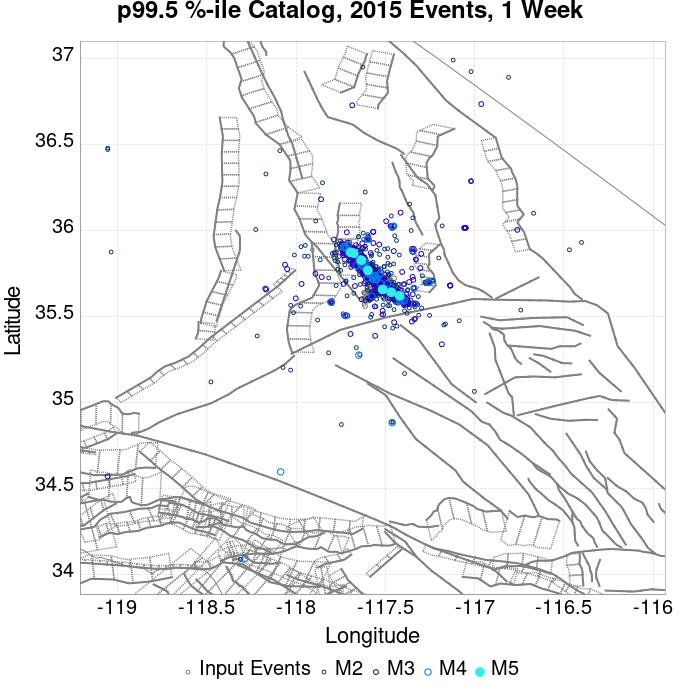 p99.5 %-ile Catalog, 2015 Events, 1 Week
37
36.5
36
35.5
35
34.5
34
Latitude
-119 -118.5 -118 -117.5 -117 -116.5 -116
Longitude
Input Events M2 M3 M4 M5